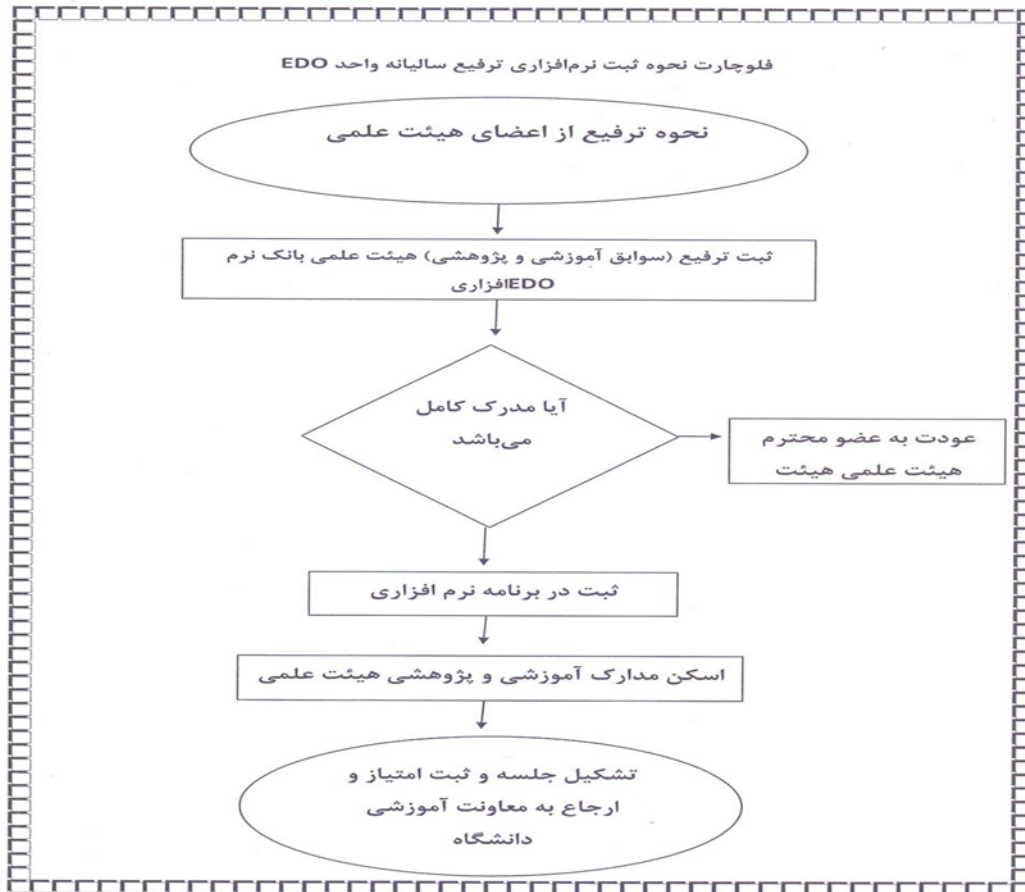 فلوچارت نحوه ثبت نرم‌افزاری ترفیع سالیانه واحد EDO
نحوه ترفیع از اعضای هیئت علمی
ثبت ترفیع (سوابق آموزشی و پژوهشی) هیئت علمی بانک نرم
افزاریEDO
آیا مدرک کامل
می‌باشد
عودت به عضو محترم
هیئت علمی هیئت
ثبت در برنامه نرم افزاری
اسکن مدارک آموزشی و پژوهشی هیئت علمی
تشکیل جلسه و ثبت امتیاز و
ارجاع به معاونت آموزشی
دانشگاه